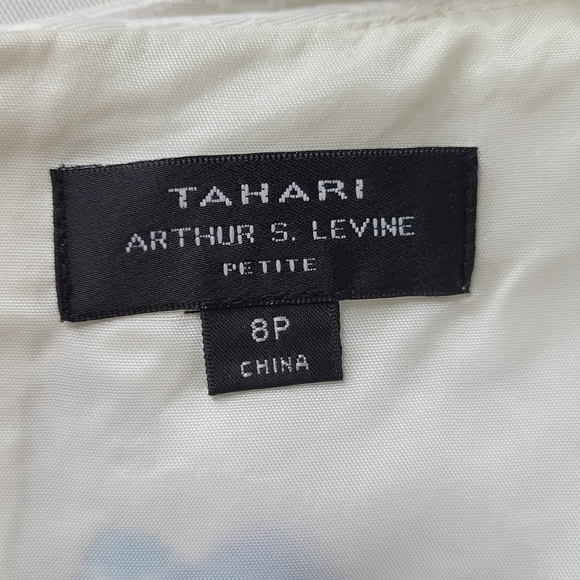 TAHARI
ARTHUR S. LEVINE
PETITE
8P
CHINA